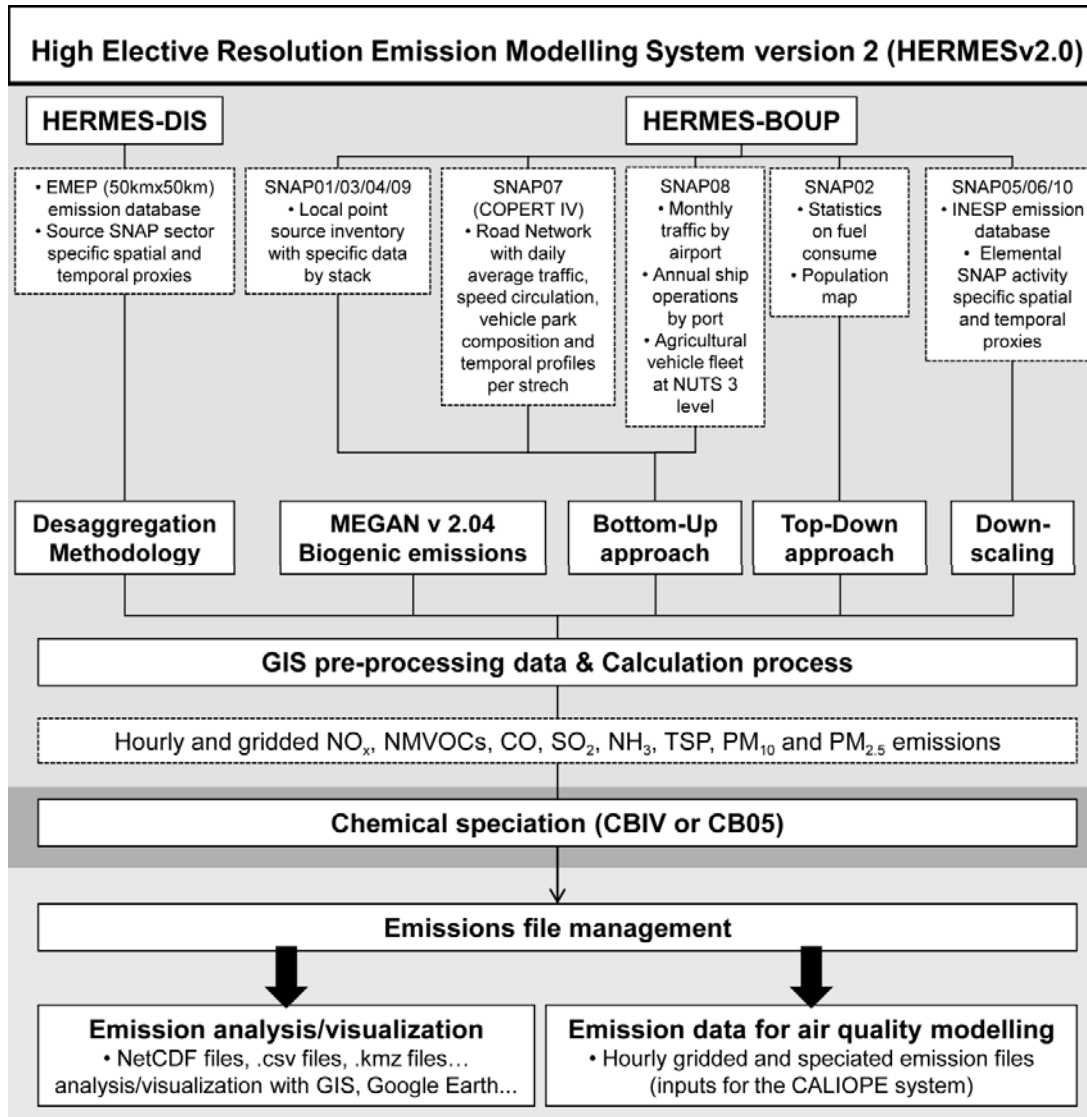 High Elective Resolution Emission Modelling System version 2 (HERMESv2.0)
HERMES-DIS
• EMEP (50kmx50km)
emission database
• Source SNAP sector
specific spatial and
temporal proxies
HERMES-BOUP
SNAP01/03/04/09
• Local point
source inventory
with specific data
by stack
SNAP07
(COPERT IV)
• Road Network
with daily
average traffic,
speed circulation,
vehicle park
composition and
temporal profiles
per strech
SNAP08
• Monthly
traffic by
airport
• Annual ship
operations
by port
• Agricultural
vehicle fleet
at NUTS 3
level
SNAP02
• Statistics
on fuel
consume
• Population
map
SNAP05/06/10
• INESP emission
database
• Elemental
SNAP activity
specific spatial
and temporal
proxies
Desaggregation
Methodology
MEGAN v 2.04
Biogenic emissions
Bottom-Up
approach
Top-Down
approach
Down-
scaling
GIS pre-processing data & Calculation process
Hourly and gridded NOₓ, NMVOCs, CO, SO₂, NH₃, TSP, PM₁₀ and PM₂.₅ emissions
Chemical speciation (CBIV or CB05)
Emissions file management
Emission analysis/visualization
• NetCDF files, .csv files, .kmz files…
analysis/visualization with GIS, Google Earth...
Emission data for air quality modelling
• Hourly gridded and speciated emission files
(inputs for the CALIOPE system)